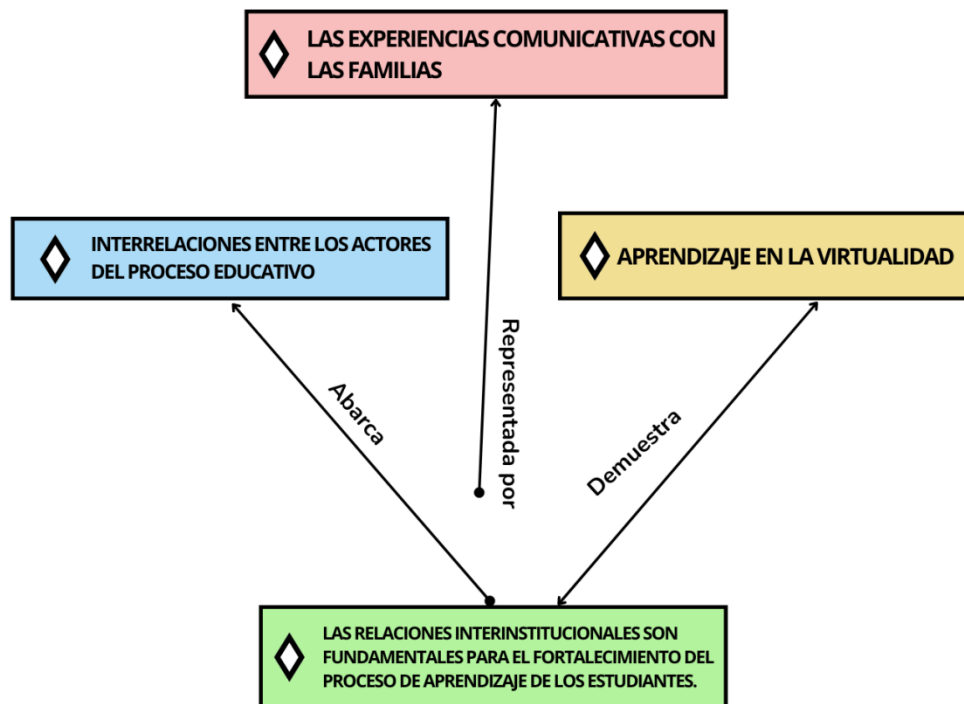 LAS EXPERIENCIAS COMUNICATIVAS CON
LAS FAMILIAS
INTERRELACIONES ENTRE LOS ACTORES
DEL PROCESO EDUCATIVO
APRENDIZAJE EN LA VIRTUALIDAD
Abarca
Representada por
Demuestra
LAS RELACIONES INTERINSTITUCIONALES SON
FUNDAMENTALES PARA EL FORTALECIMIENTO DEL
PROCESO DE APRENDIZAJE DE LOS ESTUDIANTES.